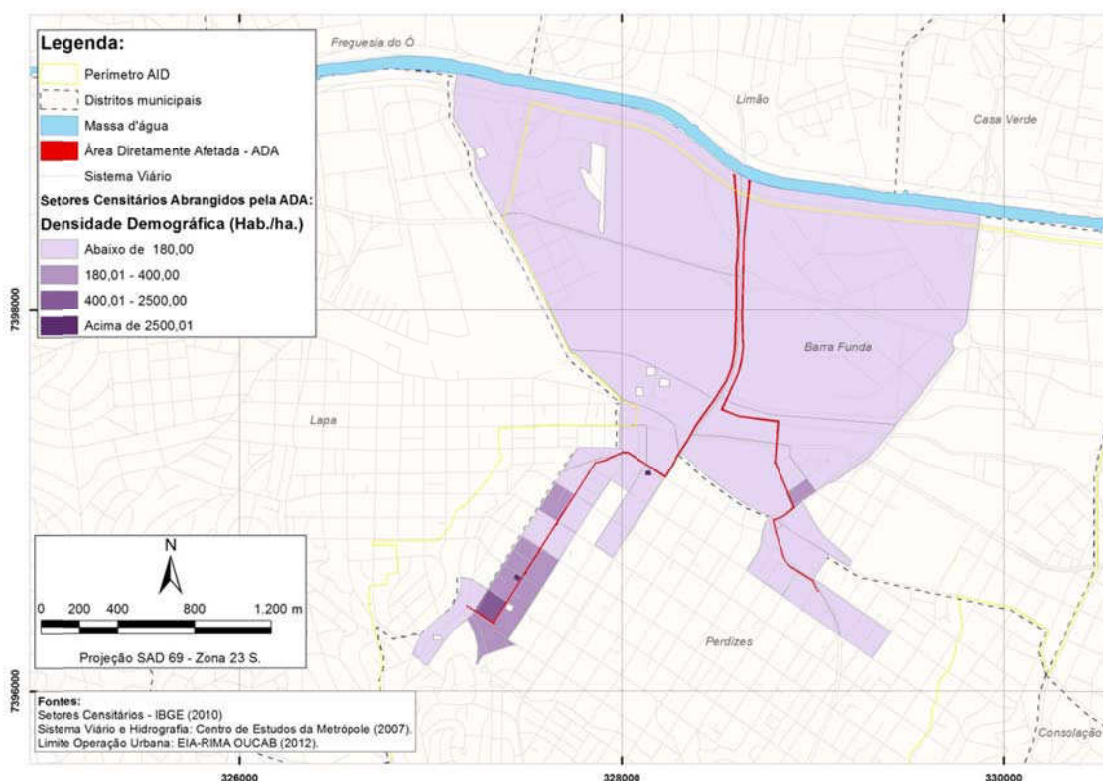 Legenda:
Perímetro AID
Distritos municipais
Massa d'água
Área Diretamente Afetada - ADA
Sistema Viário
Setores Censitários Abrangidos pela ADA:
Densidade Demográfica (Hab./ha.)
Abaixo de 180,00
180,01 - 400,00
400,01 - 2500,00
Acima de 2500,01
Freguesia do Ó
Limão
Casa Verde
7398000
Barra Funda
Lapa
N
0 200 400 800 1.200 m
Projeção SAD 69 - Zona 23 S.
Perdizes
7396000
Fontes:
Setores Censitários - IBGE (2010)
Sistema Viário e Hidrografia: Centro de Estudos da Metrópole (2007).
Limite Operação Urbana: EIA-RIMA OUCAB (2012).
Consolação
326000 328000 330000